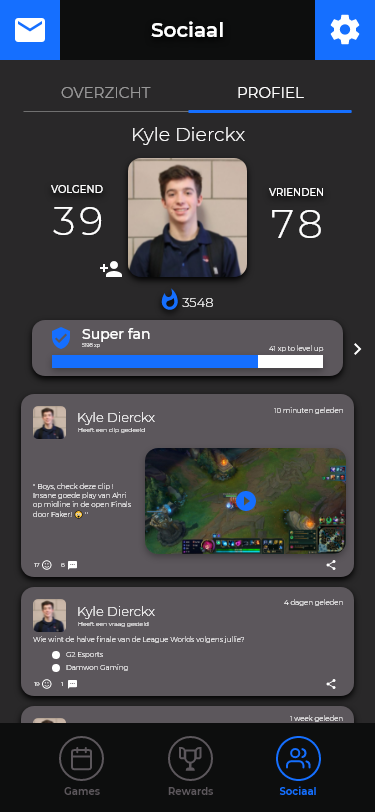 Sociaal
OVERZICHT
PROFIEL
Kyle Dierckx
VOLGEND
39
VRIENDEN
78
3548
Super fan
5198 xp
41 xp to level up
Kyle Dierckx
Heeft een clip gedeeld
10 minuten geleden
" Boys, check deze clip !
Insane goede play van Ahri
op midline in de open Finals
door Faker! 😲 "
17
6
Kyle Dierckx
Heeft een vraag gesteld
4 dagen geleden
Wie wint de halve finale van de League Worlds volgens jullie?
G2 Esports
Damwon Gaming
19
1
1 week geleden
Games
Rewards
Sociaal